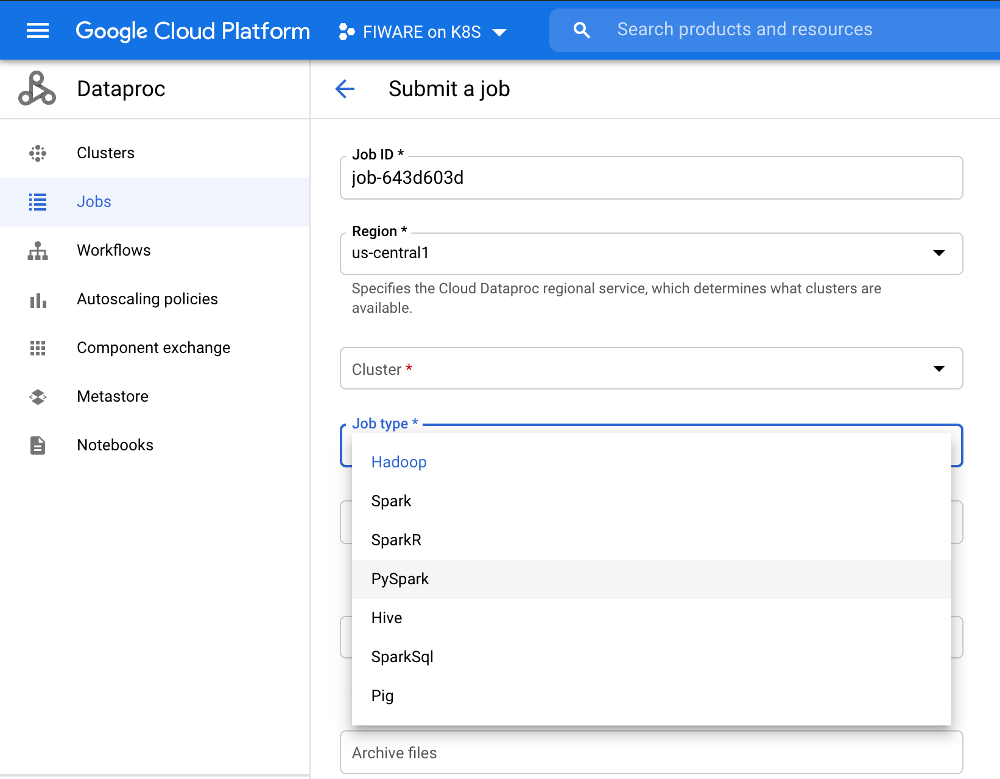 Google Cloud Platform
FIWARE on K8S
Search products and resources
Dataproc
Submit a job
Clusters
Jobs
Workflows
Autoscaling policies
Component exchange
Metastore
Notebooks
Job ID *
job-643d603d
Region *
us-central1
Specifies the Cloud Dataproc regional service, which determines what clusters are
available.
Cluster *
Job type *
Hadoop
Spark
SparkR
PySpark
Hive
SparkSql
Pig
Archive files